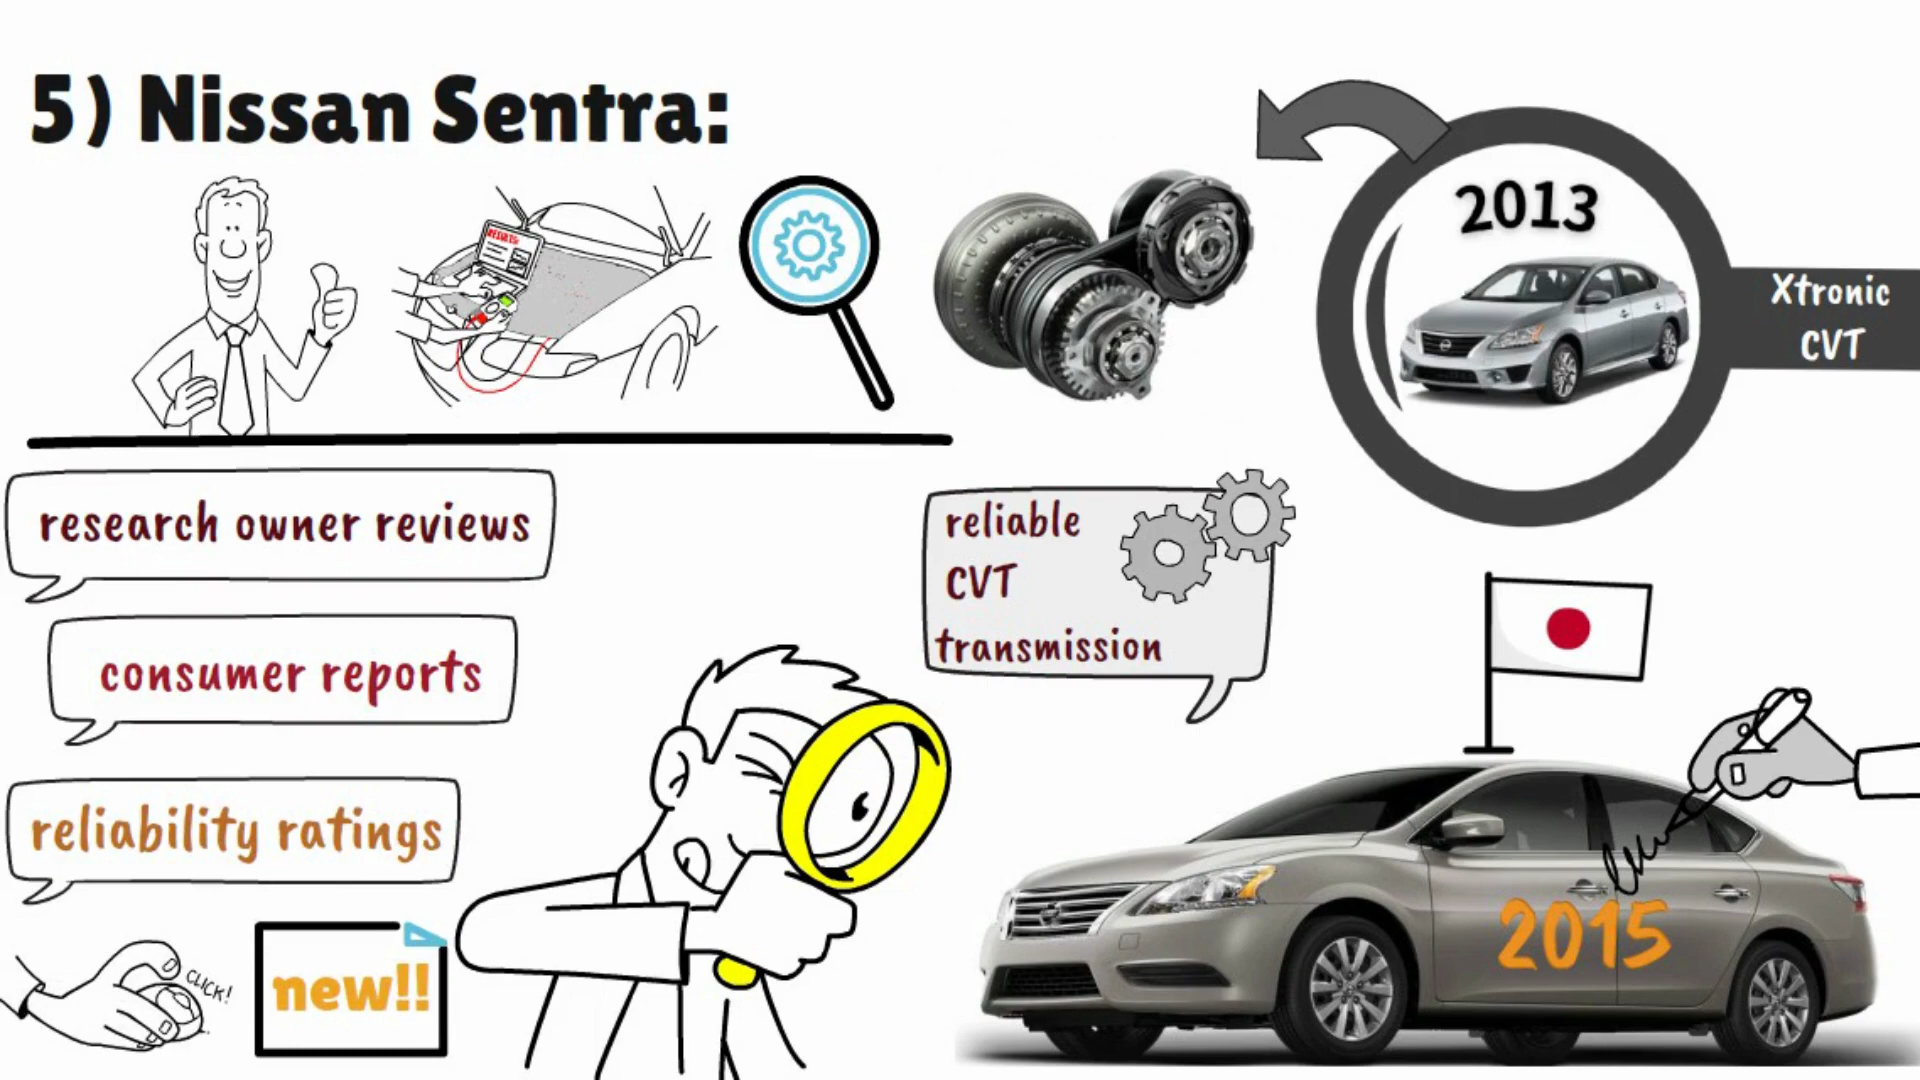 5) Nissan Sentra:
RESULTS:
2013
Xtronic
CVT
research owner reviews
reliable
CVT
transmission
consumer reports
reliability ratings
CLICK!
new!!
2015